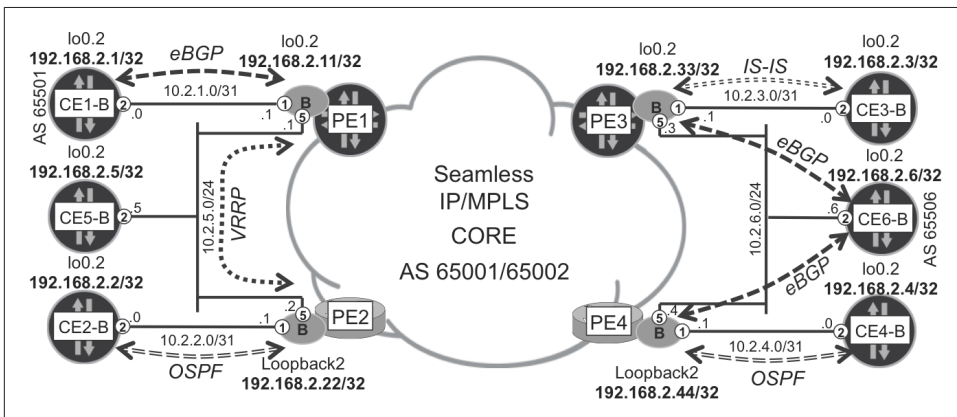 lo0.2
192.168.2.1/32
eBGP
lo0.2
192.168.2.11/32
AS 65501
CE1-B
2
.0
10.2.1.0/31
.1
1
B
5
.1
PE1
lo0.2
192.168.2.5/32
CE5-B
2
.5
10.2.5.0/24
VRRP
lo0.2
192.168.2.2/32
CE2-B
2
.0
10.2.2.0/31
.1
1
B
5
.2
PE2
OSPF
Loopback2
192.168.2.22/32
Seamless
IP/MPLS
CORE
AS 65001/65002
lo0.2
192.168.2.33/32
IS-IS
lo0.2
192.168.2.3/32
PE3
B
1
5
.1
.3
10.2.3.0/31
.0
2
CE3-B
eBGP
lo0.2
192.168.2.6/32
10.2.6.0/24
.6
2
CE6-B
AS 65506
eBGP
lo0.2
192.168.2.4/32
PE4
B
5
.4
1
.1
10.2.4.0/31
.0
2
CE4-B
OSPF
Loopback2
192.168.2.44/32